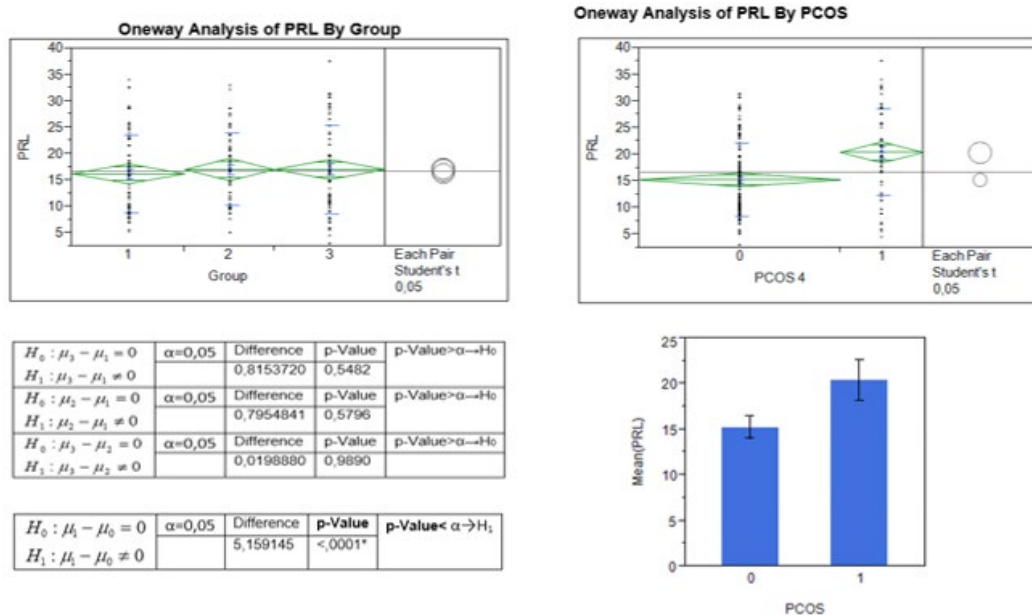 Oneway Analysis of PRL By Group
40
35
30
25
20
15
10
5
PRL
1
2
3
Group
Each Pair
Student's t
0,05
Oneway Analysis of PRL By PCOS
40
35
30
25
20
15
10
5
PRL
0
1
PCOS 4
Each Pair
Student's t
0,05
H₀ : μ₃ − μ₁ = 0 α=0,05 Difference p-Value p-Value>α→H₀
H₁ : μ₃ − μ₁ ≠ 0 0,8153720 0,5482
H₀ : μ₂ − μ₁ = 0 α=0,05 Difference p-Value p-Value>α→H₀
H₁ : μ₂ − μ₁ ≠ 0 0,7954841 0,5796
H₀ : μ₃ − μ₂ = 0 α=0,05 Difference p-Value p-Value>α→H₀
H₁ : μ₃ − μ₂ ≠ 0 0,0198880 0,9890
H₀ : μ₁ − μ₀ = 0 α=0,05 Difference p-Value p-Value< α→H₁
H₁ : μ₁ − μ₀ ≠ 0 5,159145 <,0001*
25
20
15
10
5
0
Mean(PRL)
0
1
PCOS